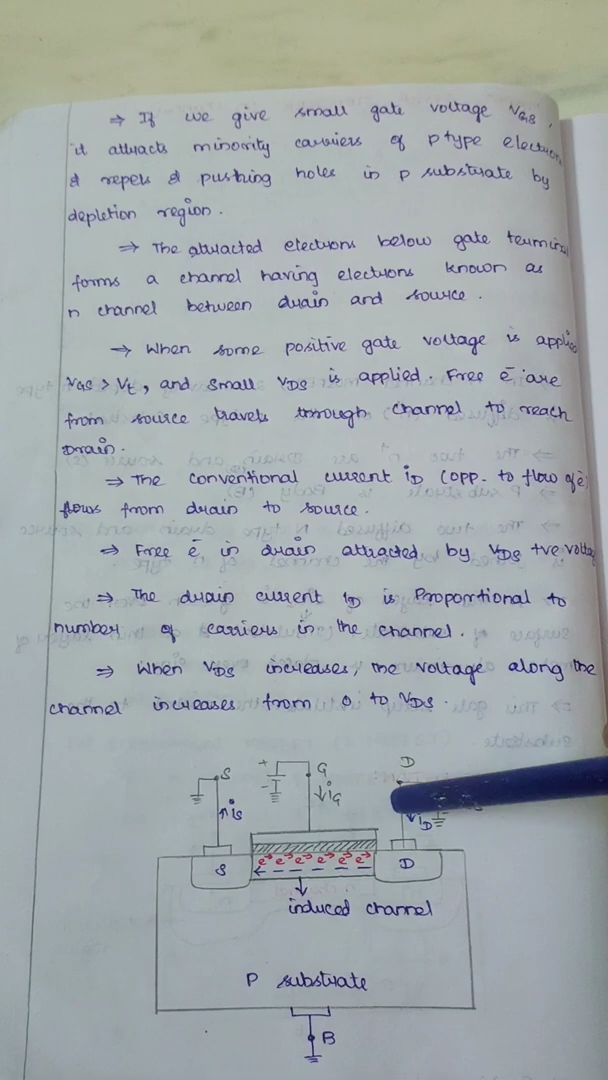 ⇒ If we give small gate voltage VGS,
it attracts minority carriers of p type electrons
& repels & pushing holes in p substrate by
depletion region.
⇒ The attracted electrons below gate terminal
forms a channel having electrons known as
n channel between drain and source.
⇒ When some positive gate voltage is applied
VGS > Vt, and small VDS is applied. Free e⁻ are
from source travels through channel to reach
Drain.
⇒ The conventional current iD (opp. to flow of e⁻)
flows from drain to source.
⇒ Free e⁻ in drain attracted by VDS +ve voltage
⇒ The drain current ID is Proportional to
number of carriers in the channel.
⇒ When VDS increases, the voltage along the
channel increases from 0 to VDS.
S + - G D
↑is ↓iG ↓iD
S e⁻ e⁻ e⁻ e⁻ e⁻ e⁻ D
induced channel
P substrate
B